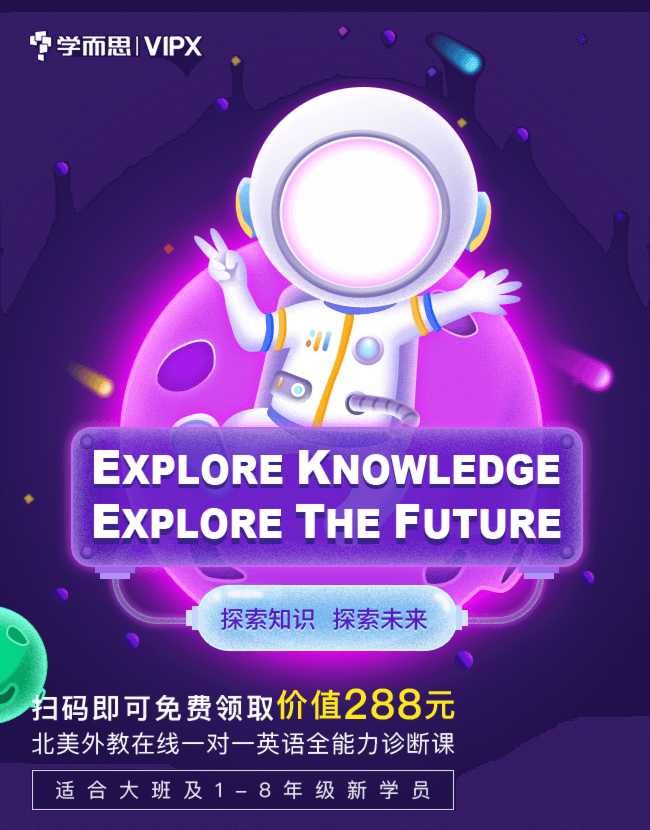 学而思|VIPX
EXPLORE KNOWLEDGE
EXPLORE THE FUTURE
探索知识 探索未来
扫码即可免费领取价值288元
北美外教在线一对一英语全能力诊断课
适合大班及1-8年级新学员